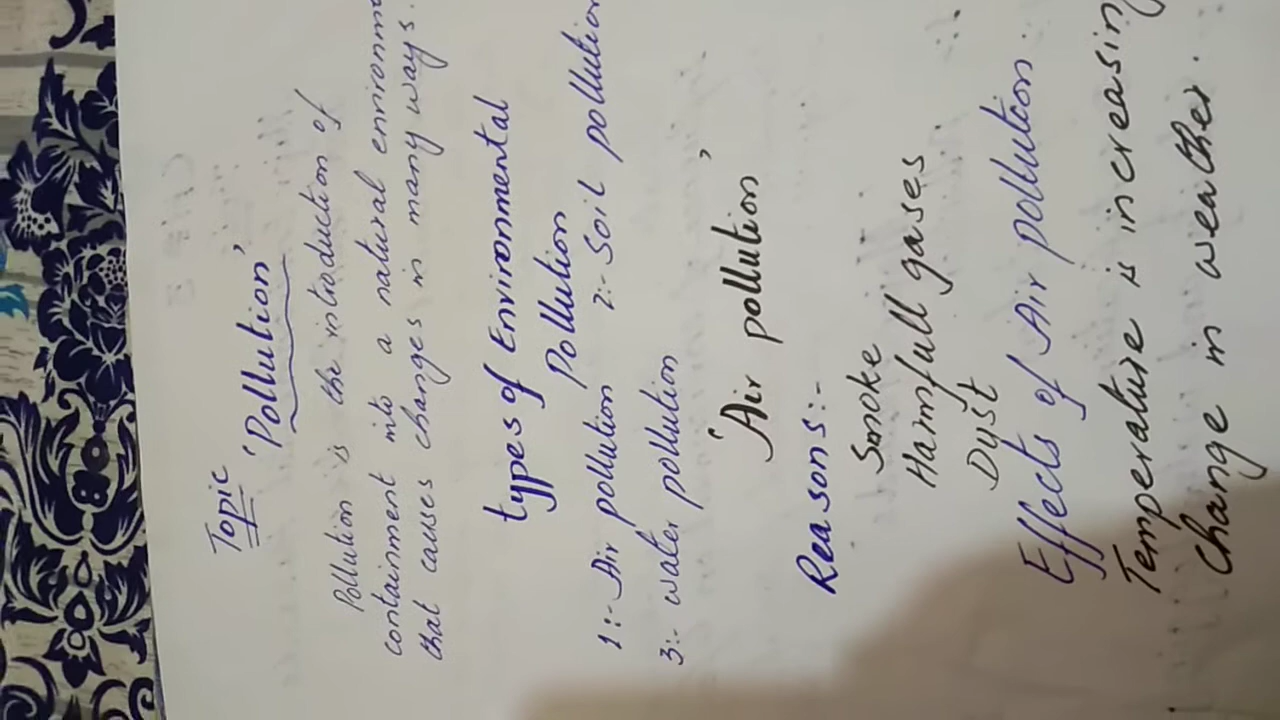 Topic
'Pollution'
Pollution is the introduction of
containment into a natural environm
that causes changes in many ways.
types of Environmental
Pollution
1:- Air pollution 2:- Soil pollution
3:- water pollution
'Air pollution'
Reasons:-
Smoke
Hamfull gases
Dust
Effects of Air pollution.
Temperature is increasing
Change in weather.